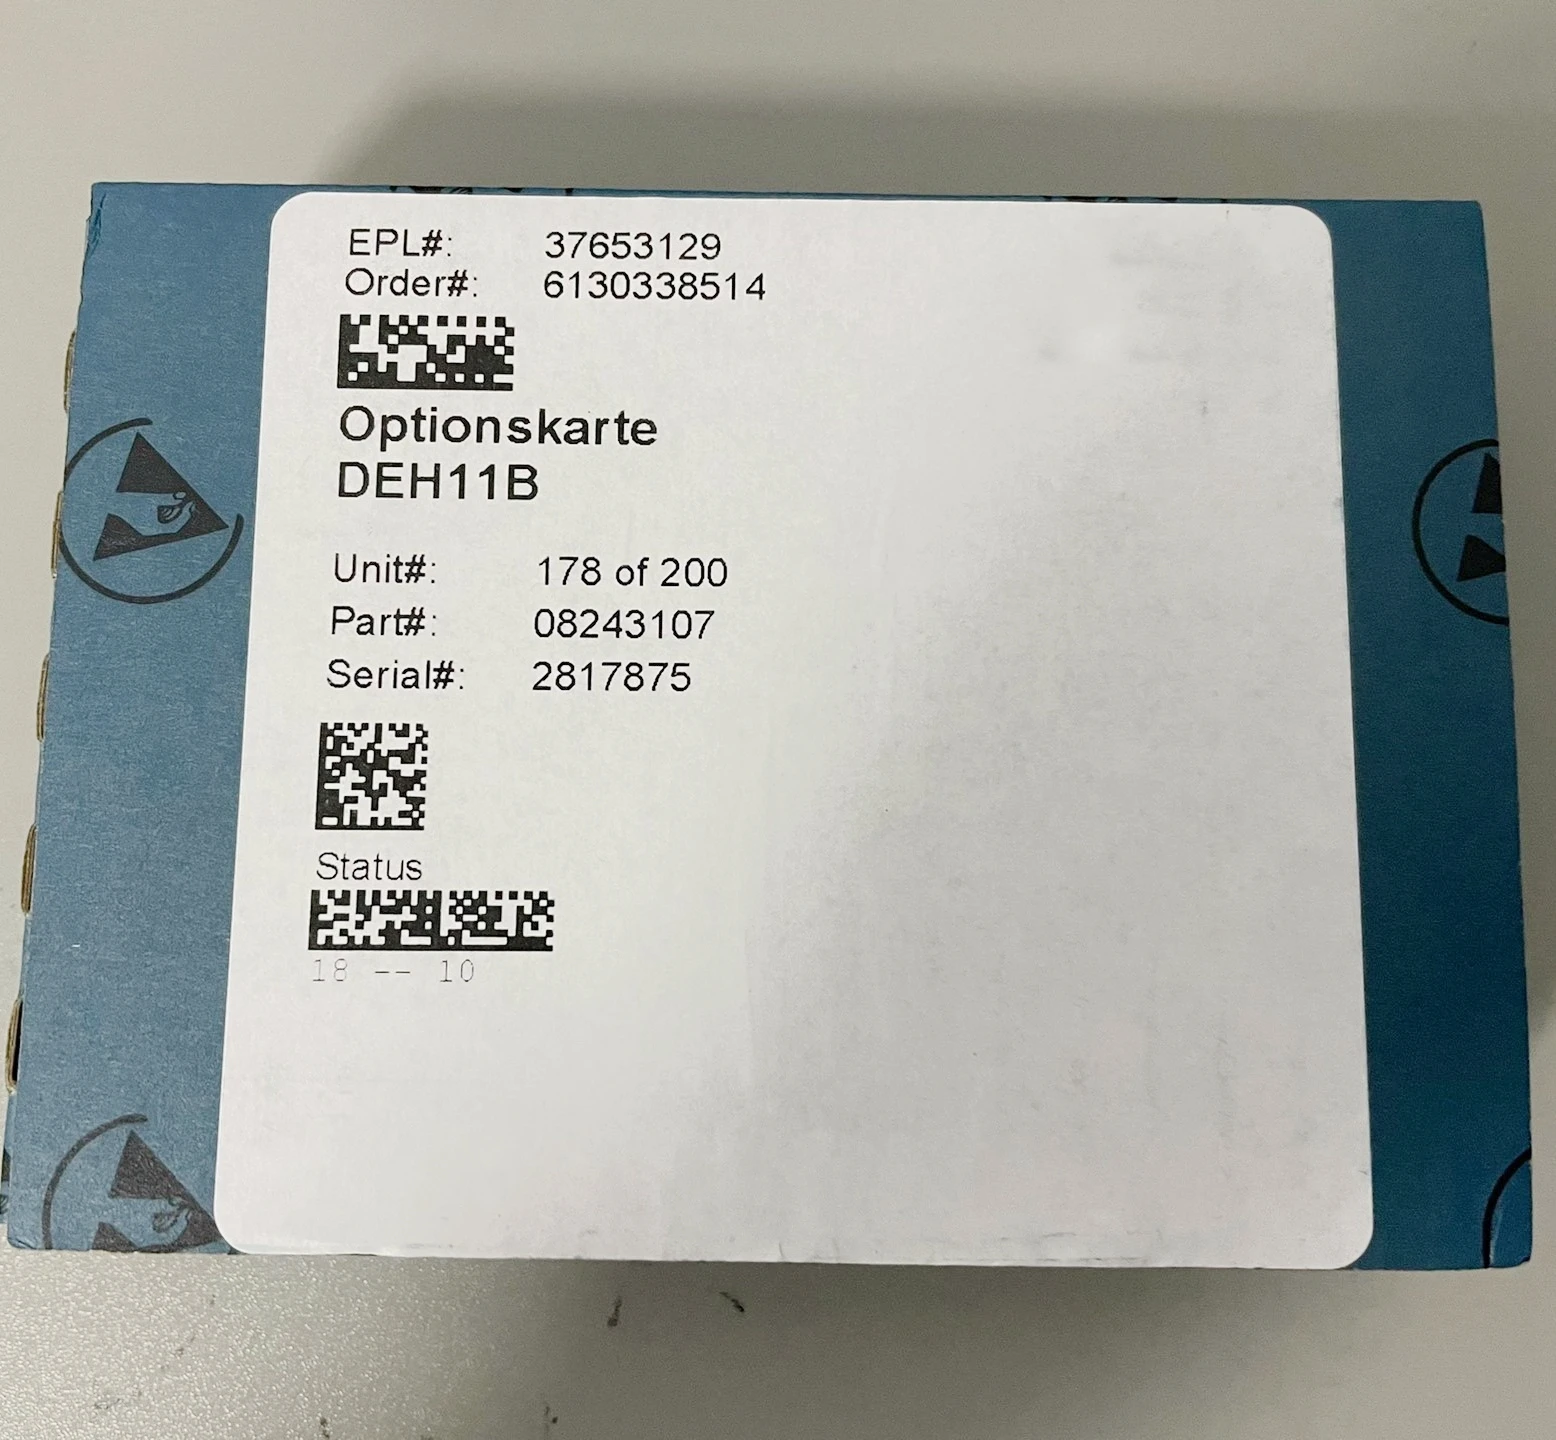 EPL#: 37653129
Order#: 6130338514
Optionskarte
DEH11B
Unit#: 178 of 200
Part#: 08243107
Serial#: 2817875
Status
18 -- 10